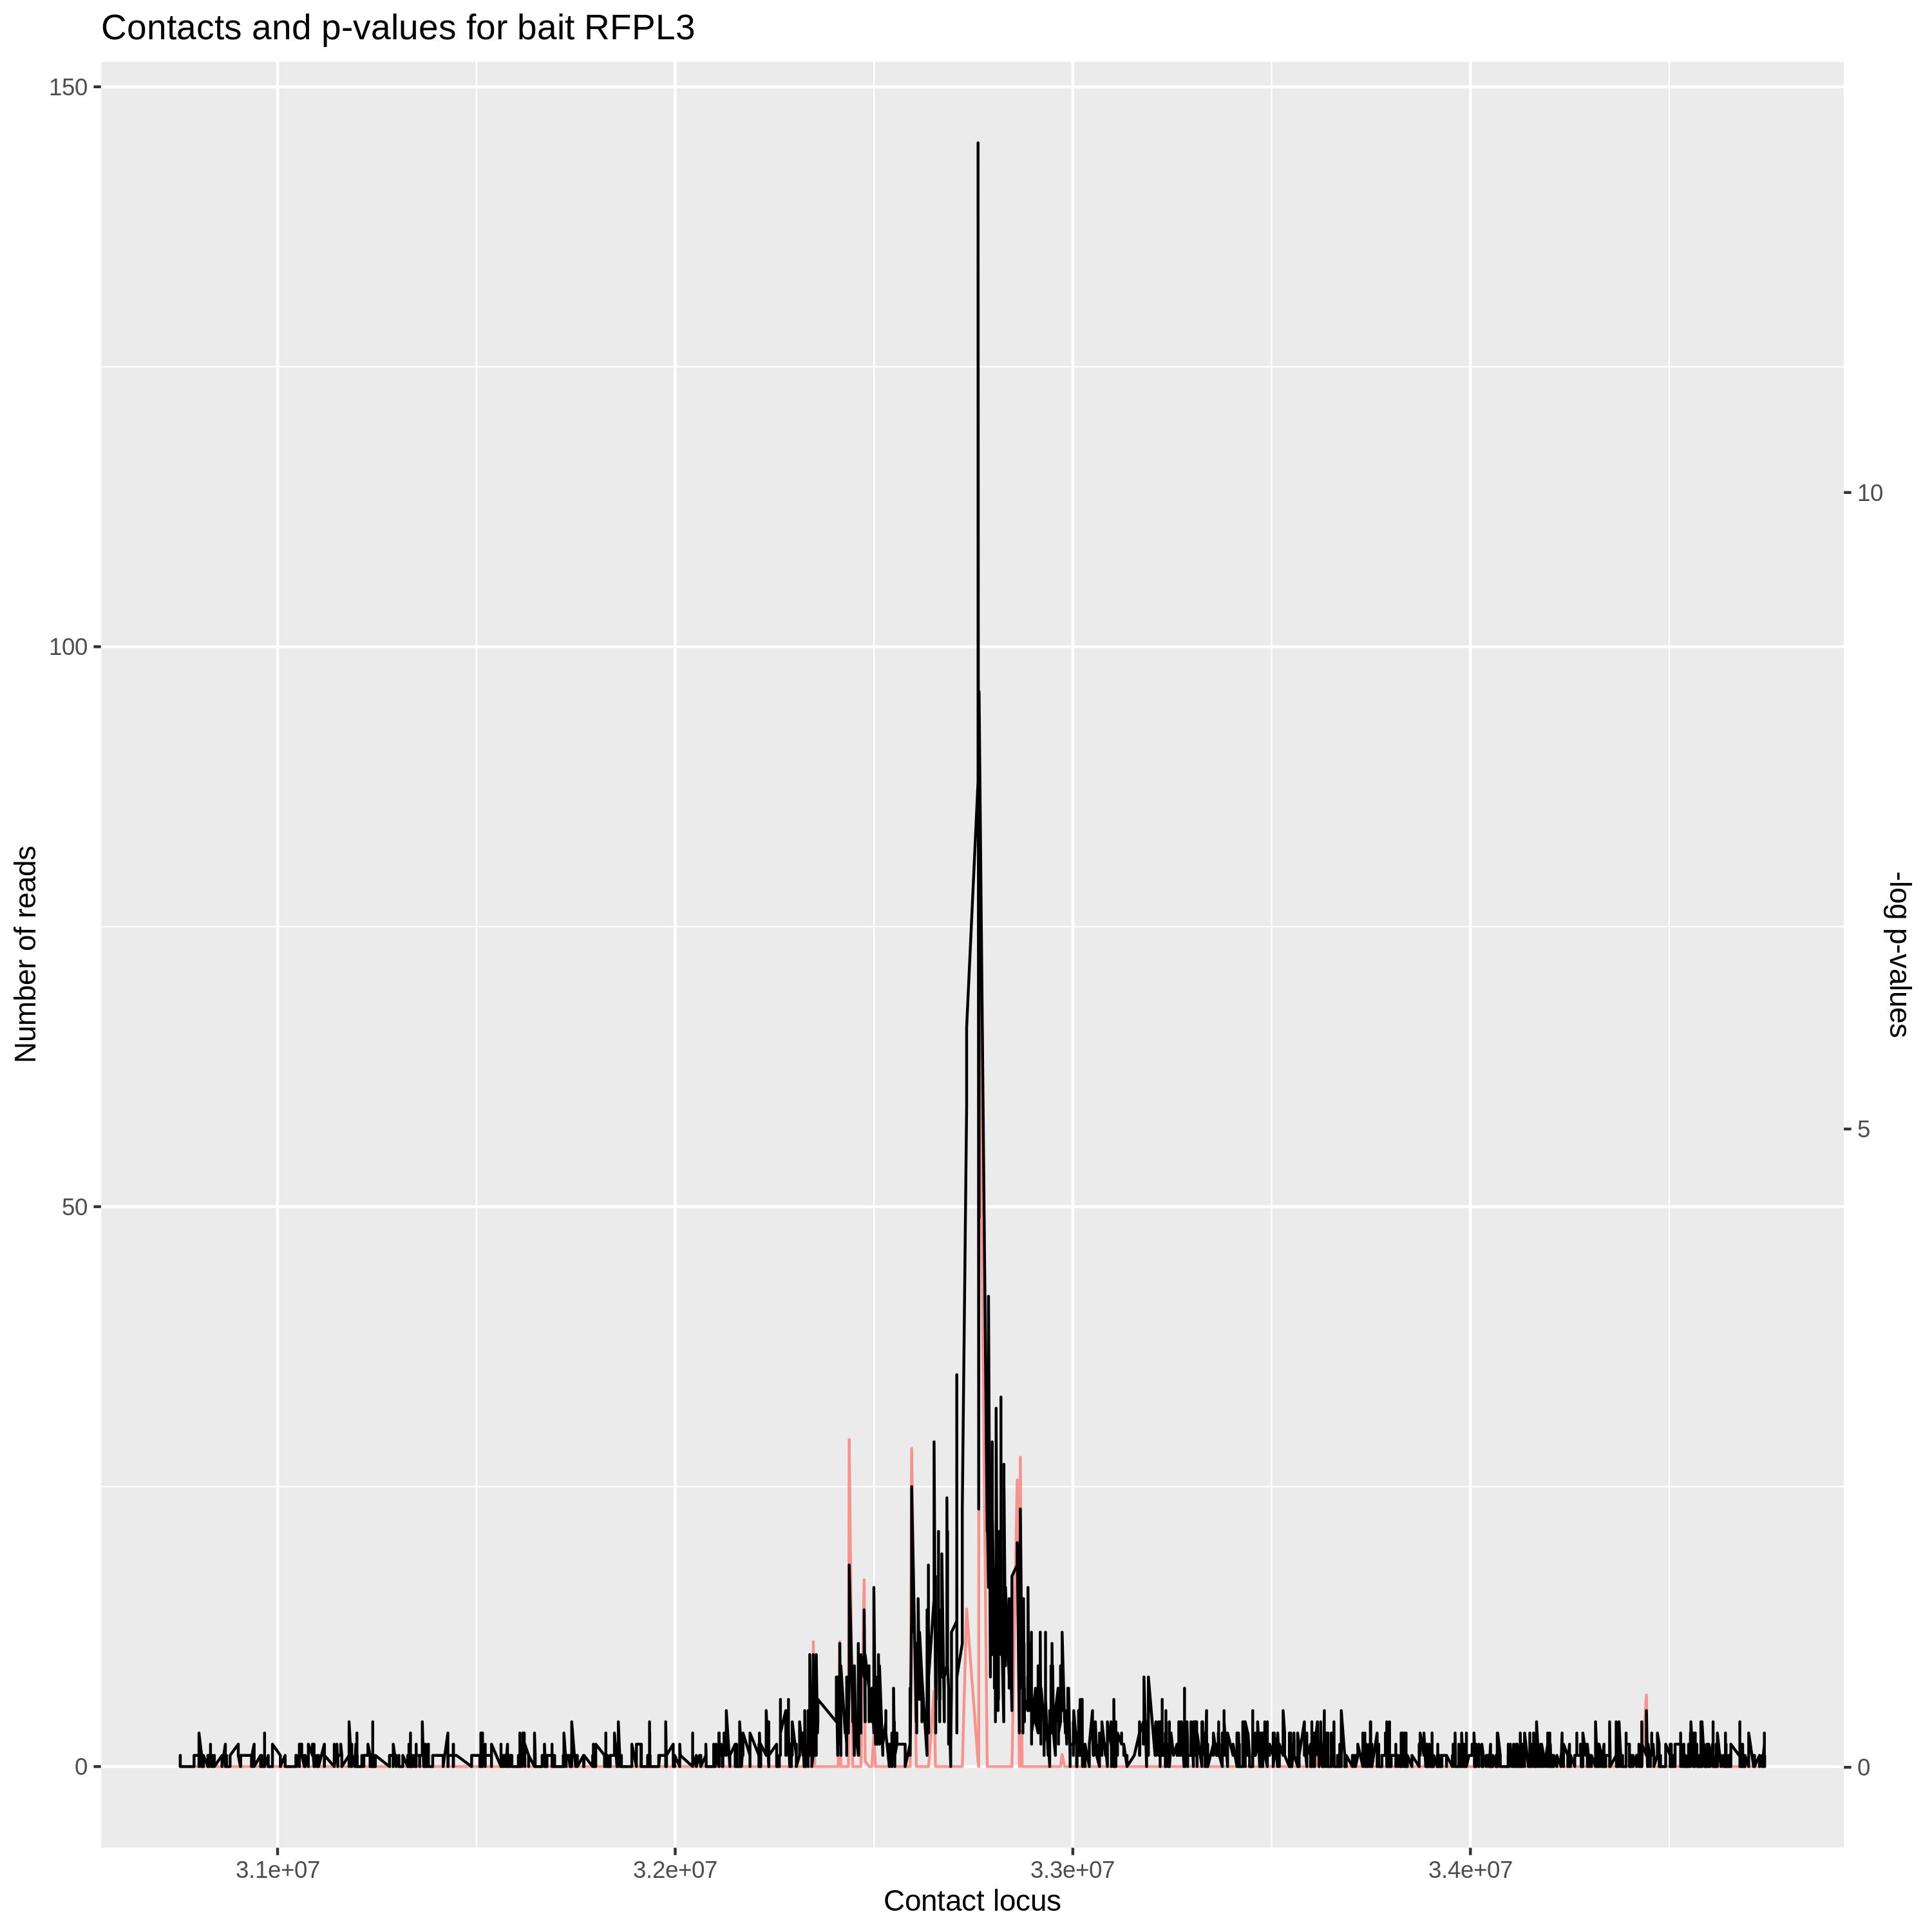 Contacts and p-values for bait RFPL3
150
100
50
0
Number of reads
10
5
0
-log p-values
3.1e+07
3.2e+07
3.3e+07
3.4e+07
Contact locus